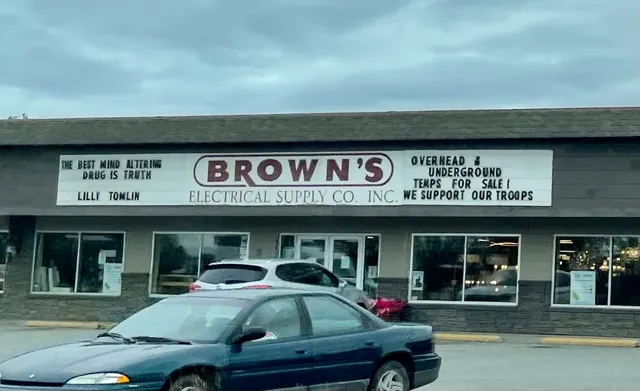 THE BEST MIND ALTERING
DRUG IS TRUTH
LILLY TOMLIN
BROWN'S
ELECTRICAL SUPPLY CO. INC.
OVERHEAD &
UNDERGROUND
TEMPS FOR SALE!
WE SUPPORT OUR TROOPS